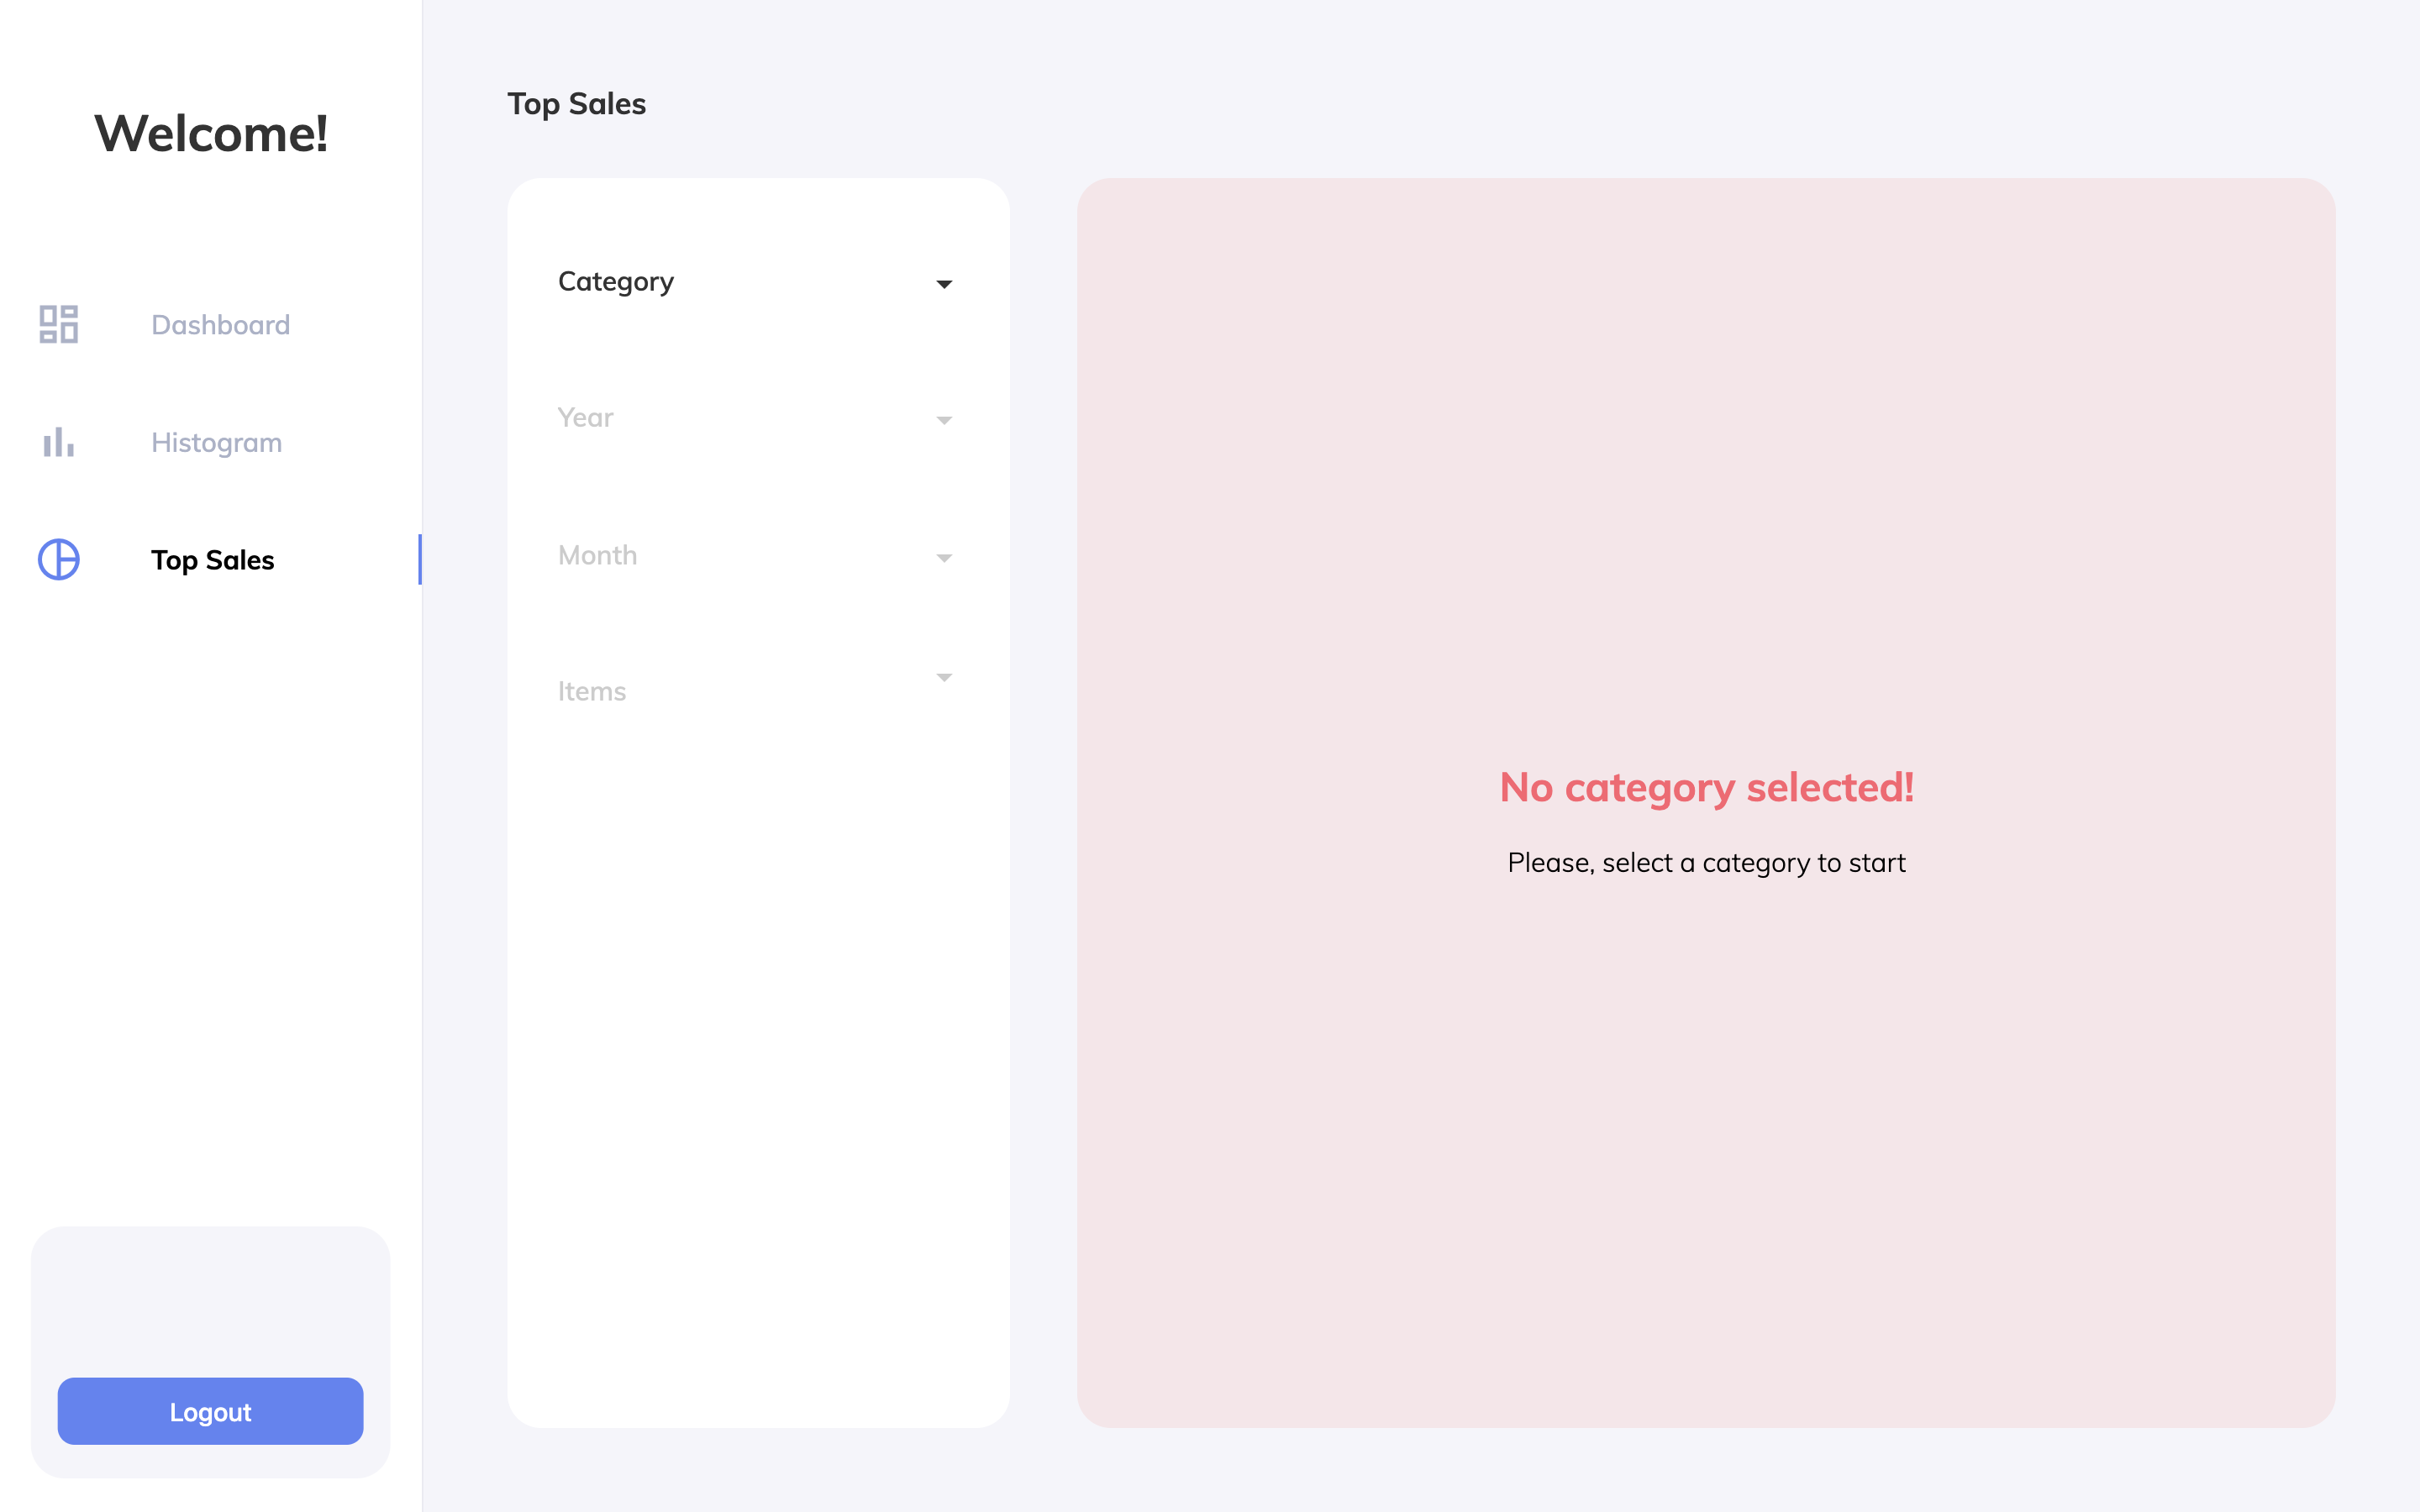 Welcome!
Dashboard
Histogram
Top Sales
Logout
Top Sales
Category
Year
Month
Items
No category selected!
Please, select a category to start